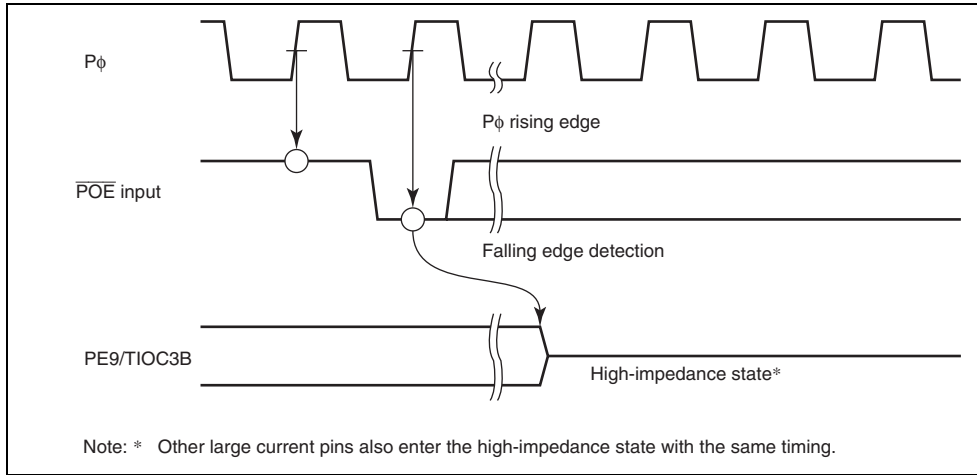 Pϕ
Pϕ rising edge
POE input
Falling edge detection
PE9/TIOC3B
High-impedance state*
Note: * Other large current pins also enter the high-impedance state with the same timing.